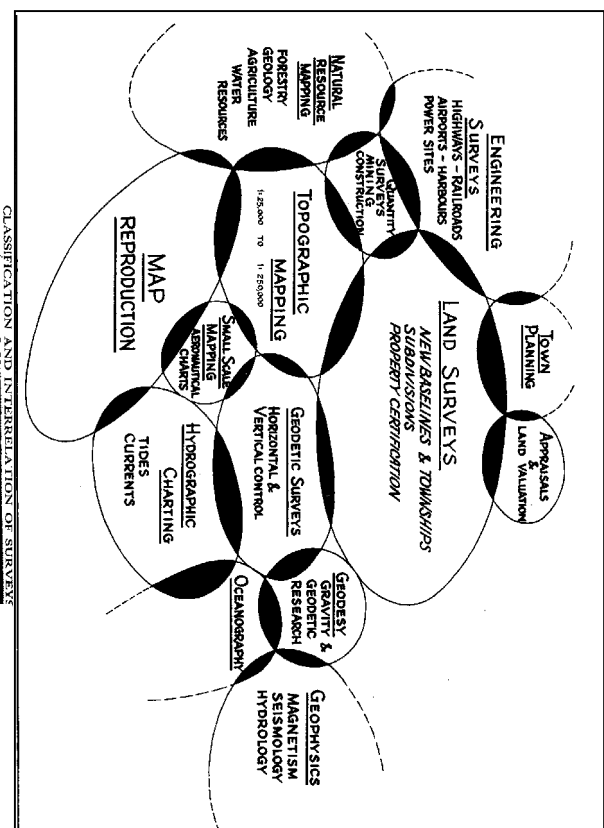 TOWN
PLANNING
APPRAISALS
&
LAND VALUATION
ENGINEERING
SURVEYS
HIGHWAYS – RAILROADS
AIRPORTS – HARBOURS
POWER SITES
LAND SURVEYS
NEW BASELINES & TOWNSHIPS
SUBDIVISIONS
PROPERTY CERTIFICATION
QUANTITY
SURVEYS
MINING
CONSTRUCTION
NATURAL
RESOURCE
MAPPING
FORESTRY
GEOLOGY
AGRICULTURE
WATER
RESOURCES
TOPOGRAPHIC
MAPPING
1:25,000 TO 1:250,000
GEODETIC SURVEYS
HORIZONTAL &
VERTICAL CONTROL
GEODESY
GRAVITY &
GEODETIC
RESEARCH
GEOPHYSICS
MAGNETISM
SEISMOLOGY
HYDROLOGY
SMALL SCALE
MAPPING
AERONAUTICAL
CHARTS
OCEANOGRAPHY
MAP
REPRODUCTION
HYDROGRAPHIC
CHARTING
TIDES
CURRENTS
CLASSIFICATION AND INTERRELATION OF SURVEYS